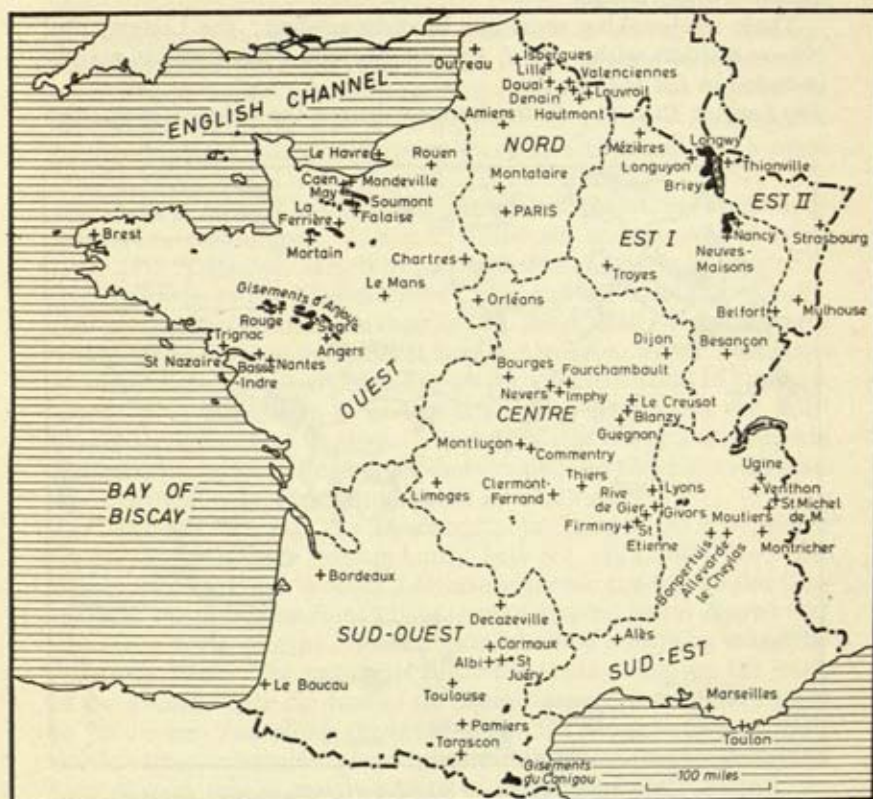 Outreau
Isbergues
Lille
Valenciennes
Douai
Denain
Louvroil
Hautmont
ENGLISH CHANNEL
Amiens
NORD
Mézières
Longwy
Le Havre
Rouen
Longuyon
Thionville
Caen
Mondeville
Montataire
Briey
May
Soumont
EST II
La
Ferrière
Falaise
PARIS
Nancy
Strasbourg
Brest
EST I
Neuves-
Maisons
Mortain
Chartres
Troyes
Le Mans
Gisements d'Anjou
Orléans
Belfort
Mulhouse
Rouge
Segré
Trignac
Angers
Dijon
Besançon
St Nazaire
Basse
-Indre
Nantes
Bourges
Fourchambault
OUEST
Nevers
Imphy
Le Creusot
CENTRE
Blanzy
Guegnon
Montluçon
Commentry
Ugine
BAY OF
BISCAY
Limoges
Clermont-
Ferrand
Thiers
Rive
de Gier
Lyons
Venthon
St Michel
de M.
Givors
Moutiers
Firminy
St
Etienne
Montricher
Bonpertuis
Allevard
le Cheylas
Bordeaux
Decazeville
SUD-OUEST
Carmaux
Alès
Albi
St
Juéry
SUD-EST
Le Boucau
Toulouse
Marseilles
Pamiers
Toulon
Tarascon
Gisements
du Canigou
100 miles